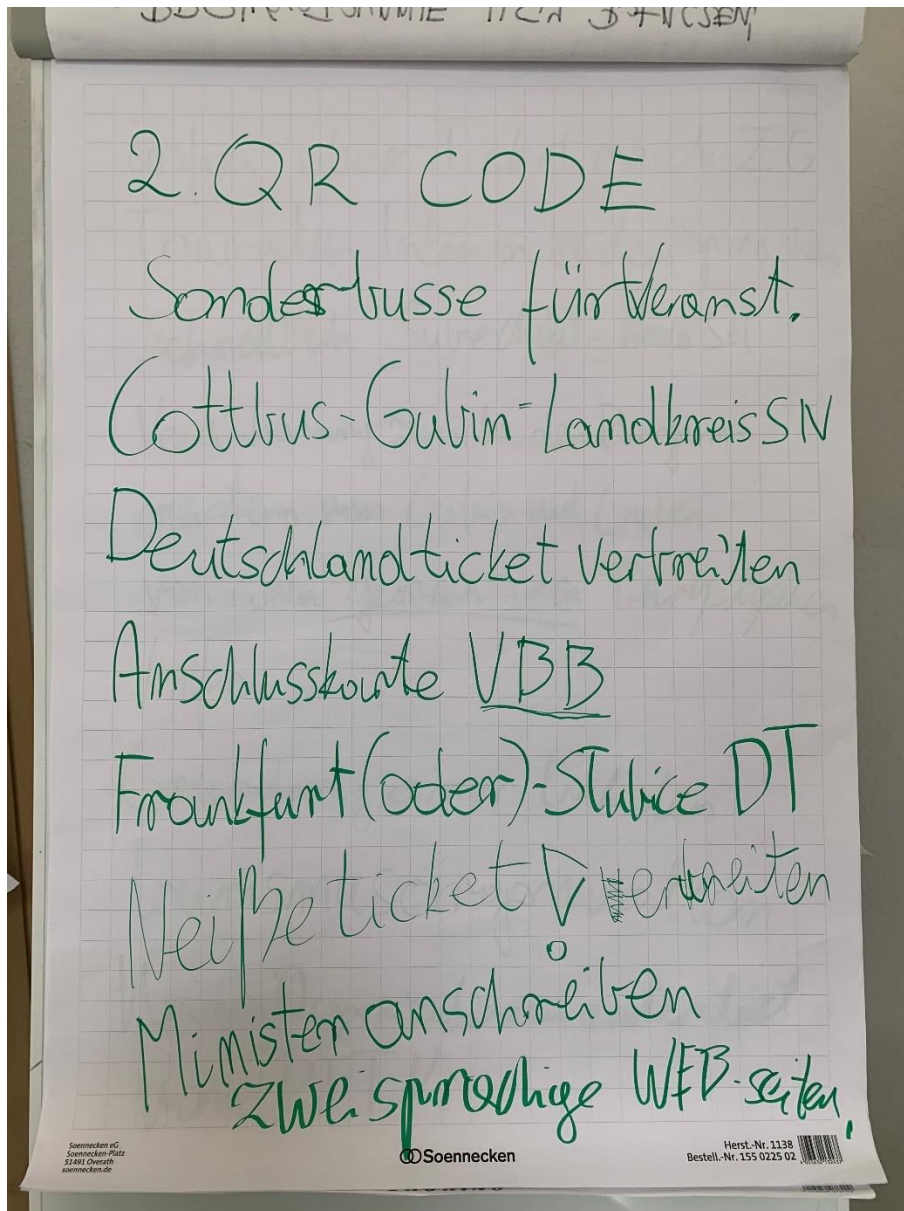 2. QR CODE
Sonderbusse für Veranst.
Cottbus-Gubin-Landkreis SN
Deutschlandticket verbreiten
Anschlusskarte VBB
Frankfurt (oder)-Slubice DT
Neißeticket ! verbreiten
Minister anschreiben
zweisprachige WEB-seiten
Soennecken eG
Soennecken-Platz
51491 Overath
soennecken.de
Soennecken
Herst.-Nr. 1138
Bestell.-Nr. 155 0225 02